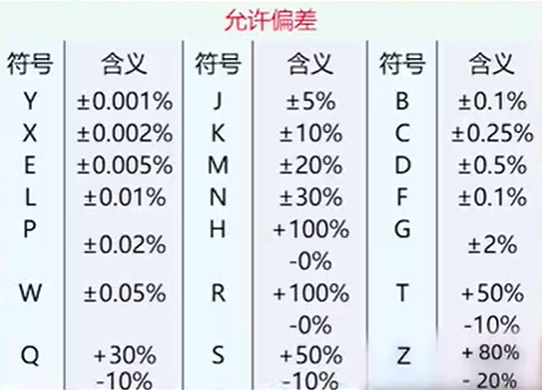 允许偏差
符号 含义 符号 含义 符号 含义
Y ±0.001% J ±5% B ±0.1%
X ±0.002% K ±10% C ±0.25%
E ±0.005% M ±20% D ±0.5%
L ±0.01% N ±30% F ±0.1%
P ±0.02% H +100% G ±2%
-0%
W ±0.05% R +100% T +50%
-0% -10%
Q +30% S +50% Z +80%
-10% -10% - 20%